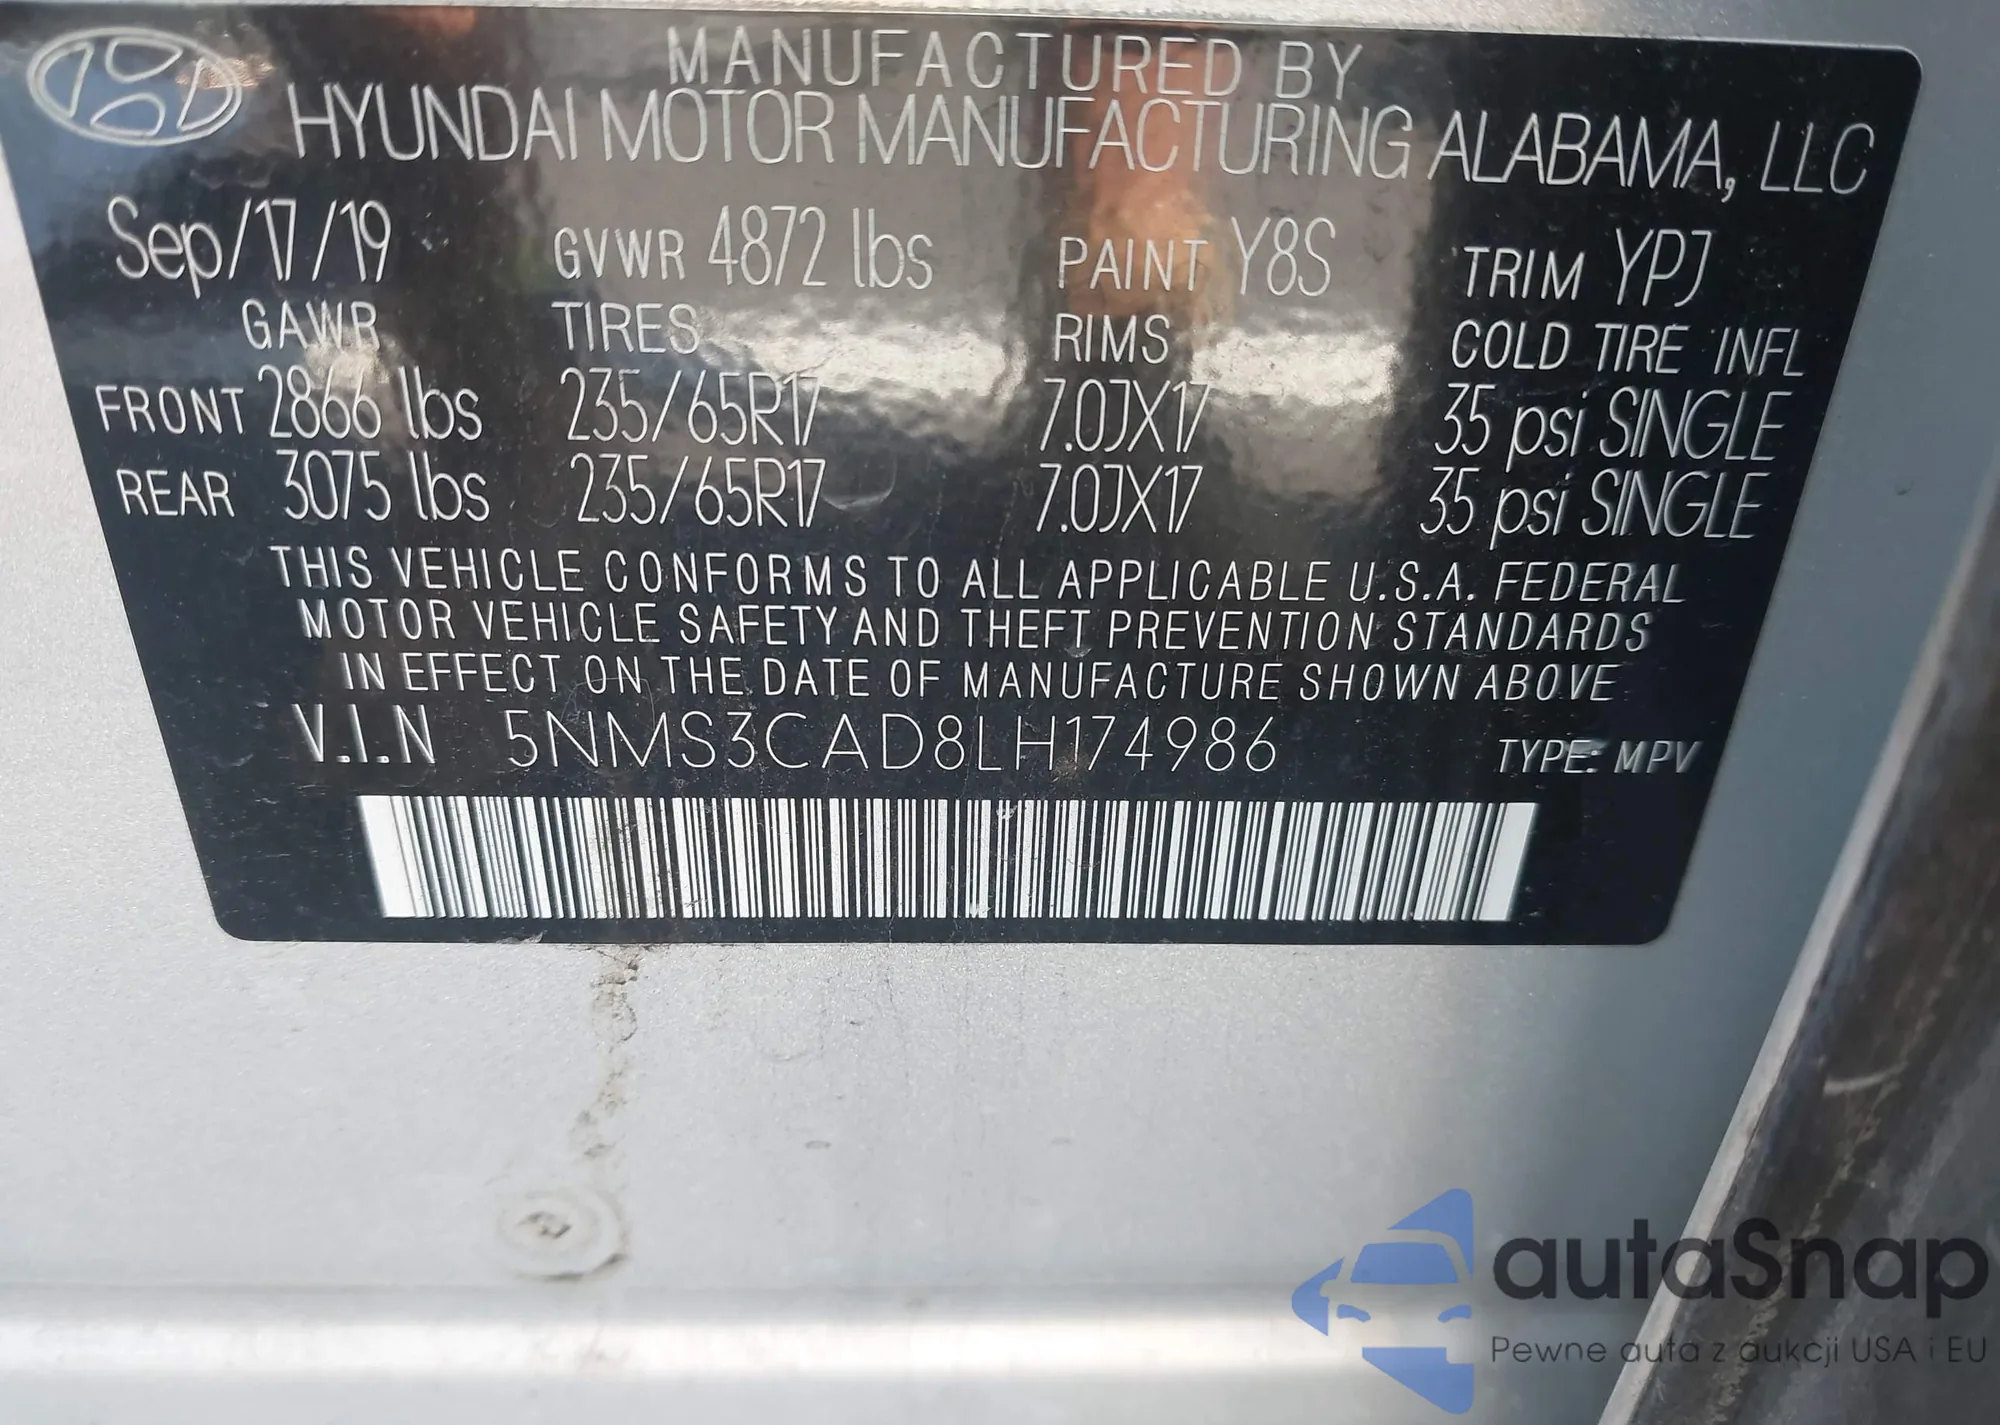 MANUFACTURED BY
HYUNDAI MOTOR MANUFACTURING ALABAMA, LLC
Sep/17/19 GVWR 4872 lbs PAINT Y8S TRIM YPJ
GAWR TIRES RIMS COLD TIRE INFL
FRONT 2866 lbs 235/65R17 7.0JX17 35 psi SINGLE
REAR 3075 lbs 235/65R17 7.0JX17 35 psi SINGLE
THIS VEHICLE CONFORMS TO ALL APPLICABLE U.S.A. FEDERAL
MOTOR VEHICLE SAFETY AND THEFT PREVENTION STANDARDS
IN EFFECT ON THE DATE OF MANUFACTURE SHOWN ABOVE
V.I.N 5NMS3CAD8LH174986 TYPE: MPV
autaSnap
Pewne auta z aukcji USA i EU